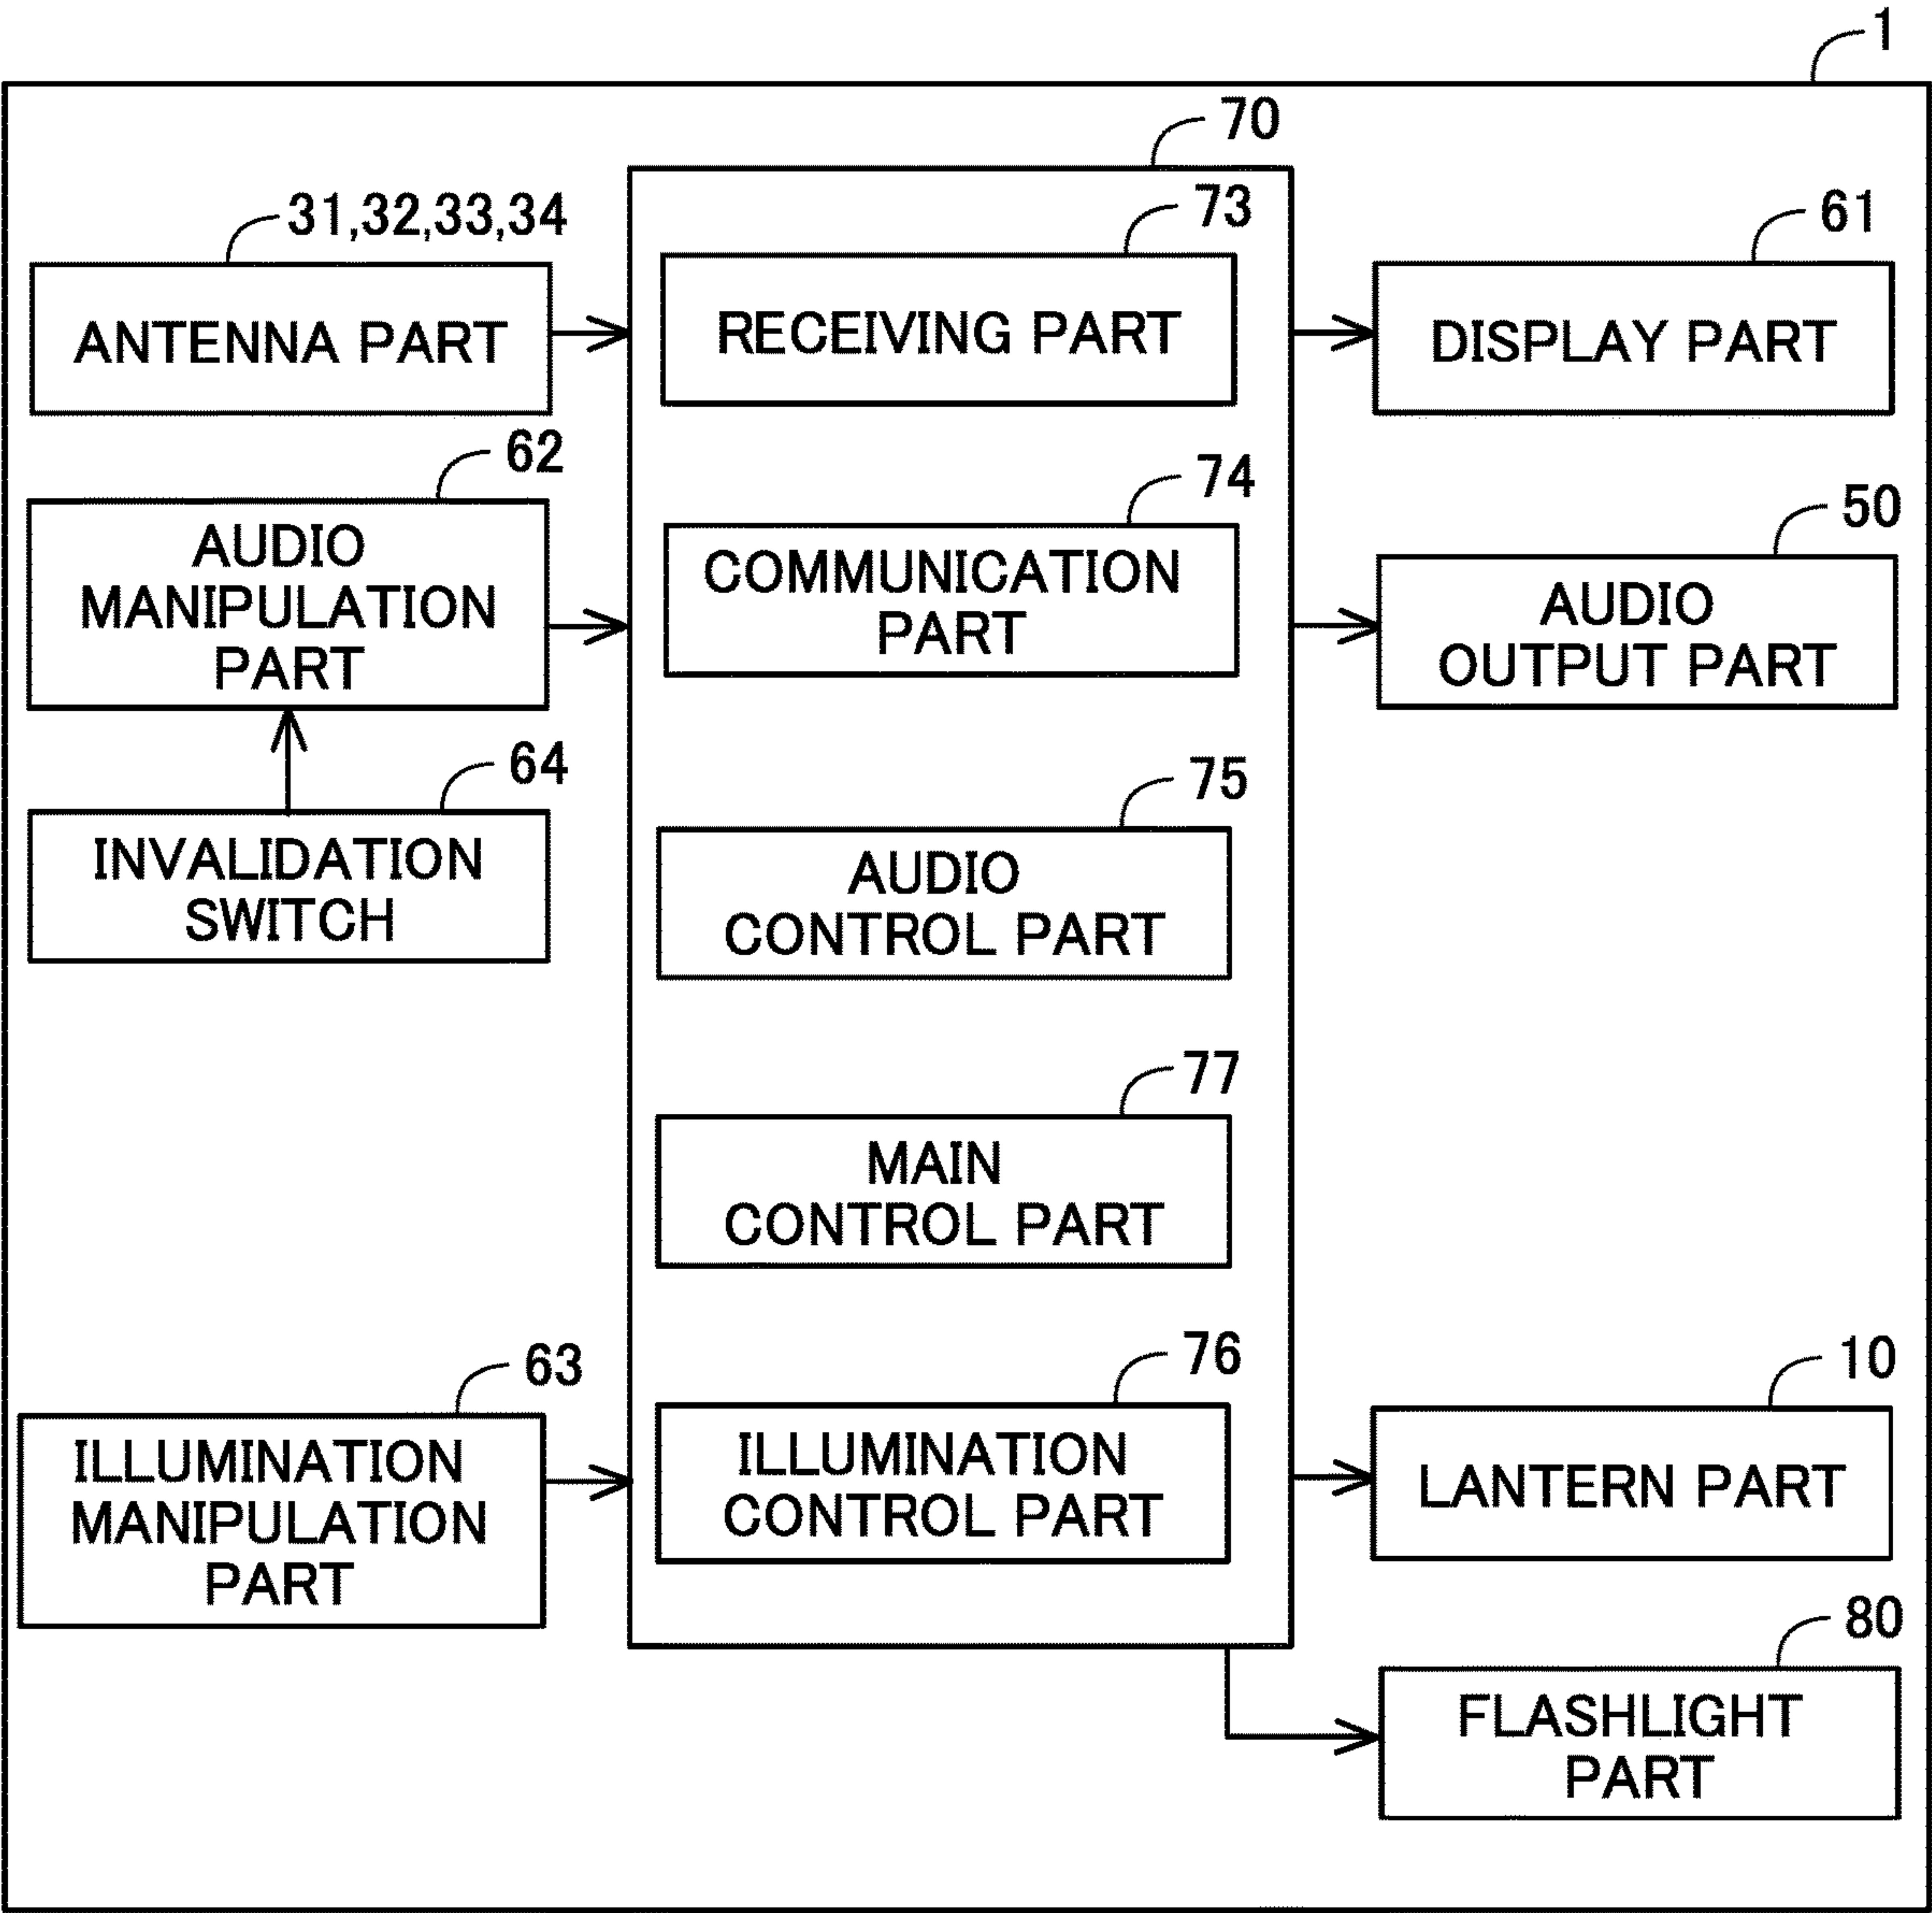 1
70
31,32,33,34
ANTENNA PART
73
RECEIVING PART
61
DISPLAY PART
62
AUDIO
MANIPULATION
PART
74
COMMUNICATION
PART
50
AUDIO
OUTPUT PART
64
INVALIDATION
SWITCH
75
AUDIO
CONTROL PART
77
MAIN
CONTROL PART
63
ILLUMINATION
MANIPULATION
PART
76
ILLUMINATION
CONTROL PART
10
LANTERN PART
80
FLASHLIGHT
PART